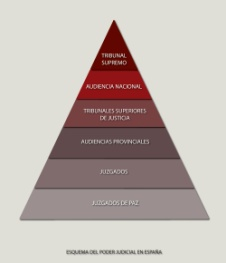 TRIBUNAL
SUPREMO
AUDIENCIA NACIONAL
TRIBUNALES SUPERIORES
DE JUSTICIA
AUDIENCIAS PROVINCIALES
JUZGADOS
JUZGADOS DE PAZ
ESQUEMA DEL PODER JUDICIAL EN ESPAÑA